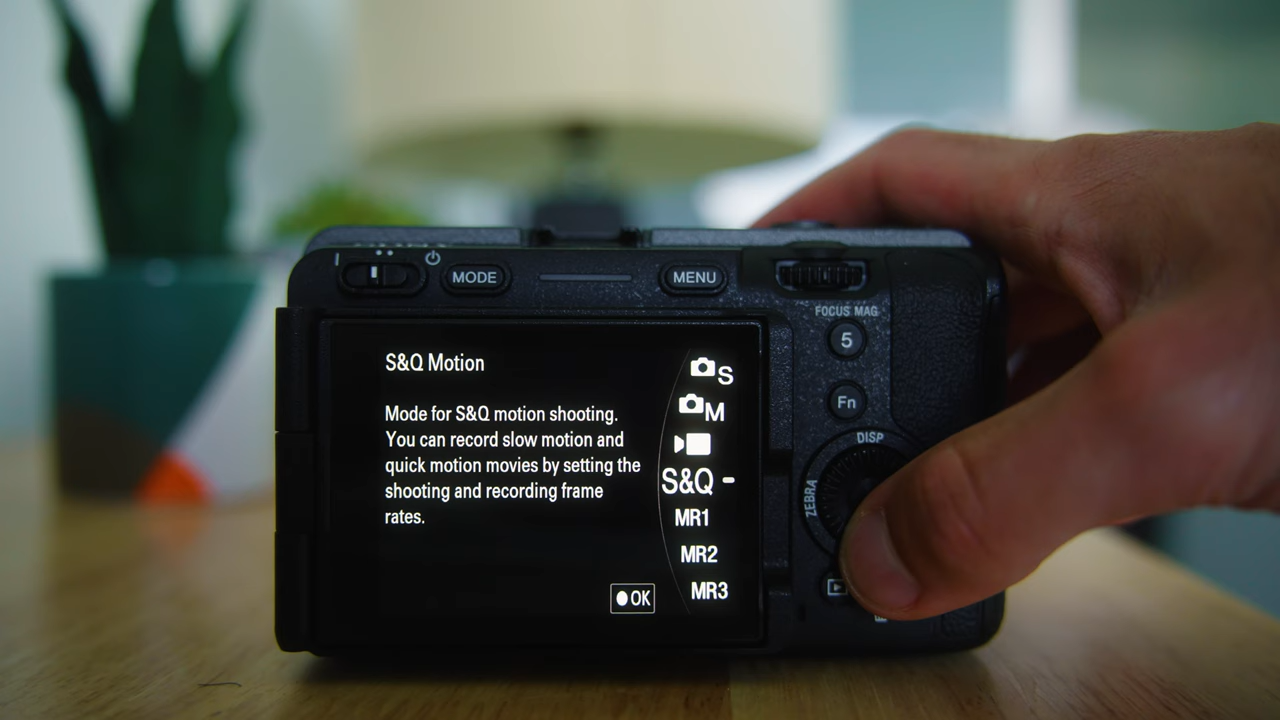 MODE
MENU
FOCUS MAG
5
Fn
DISP
ZEBRA
S&Q Motion
Mode for S&Q motion shooting.
You can record slow motion and
quick motion movies by setting the
shooting and recording frame
rates.
OK
S
M
S&Q
MR1
MR2
MR3